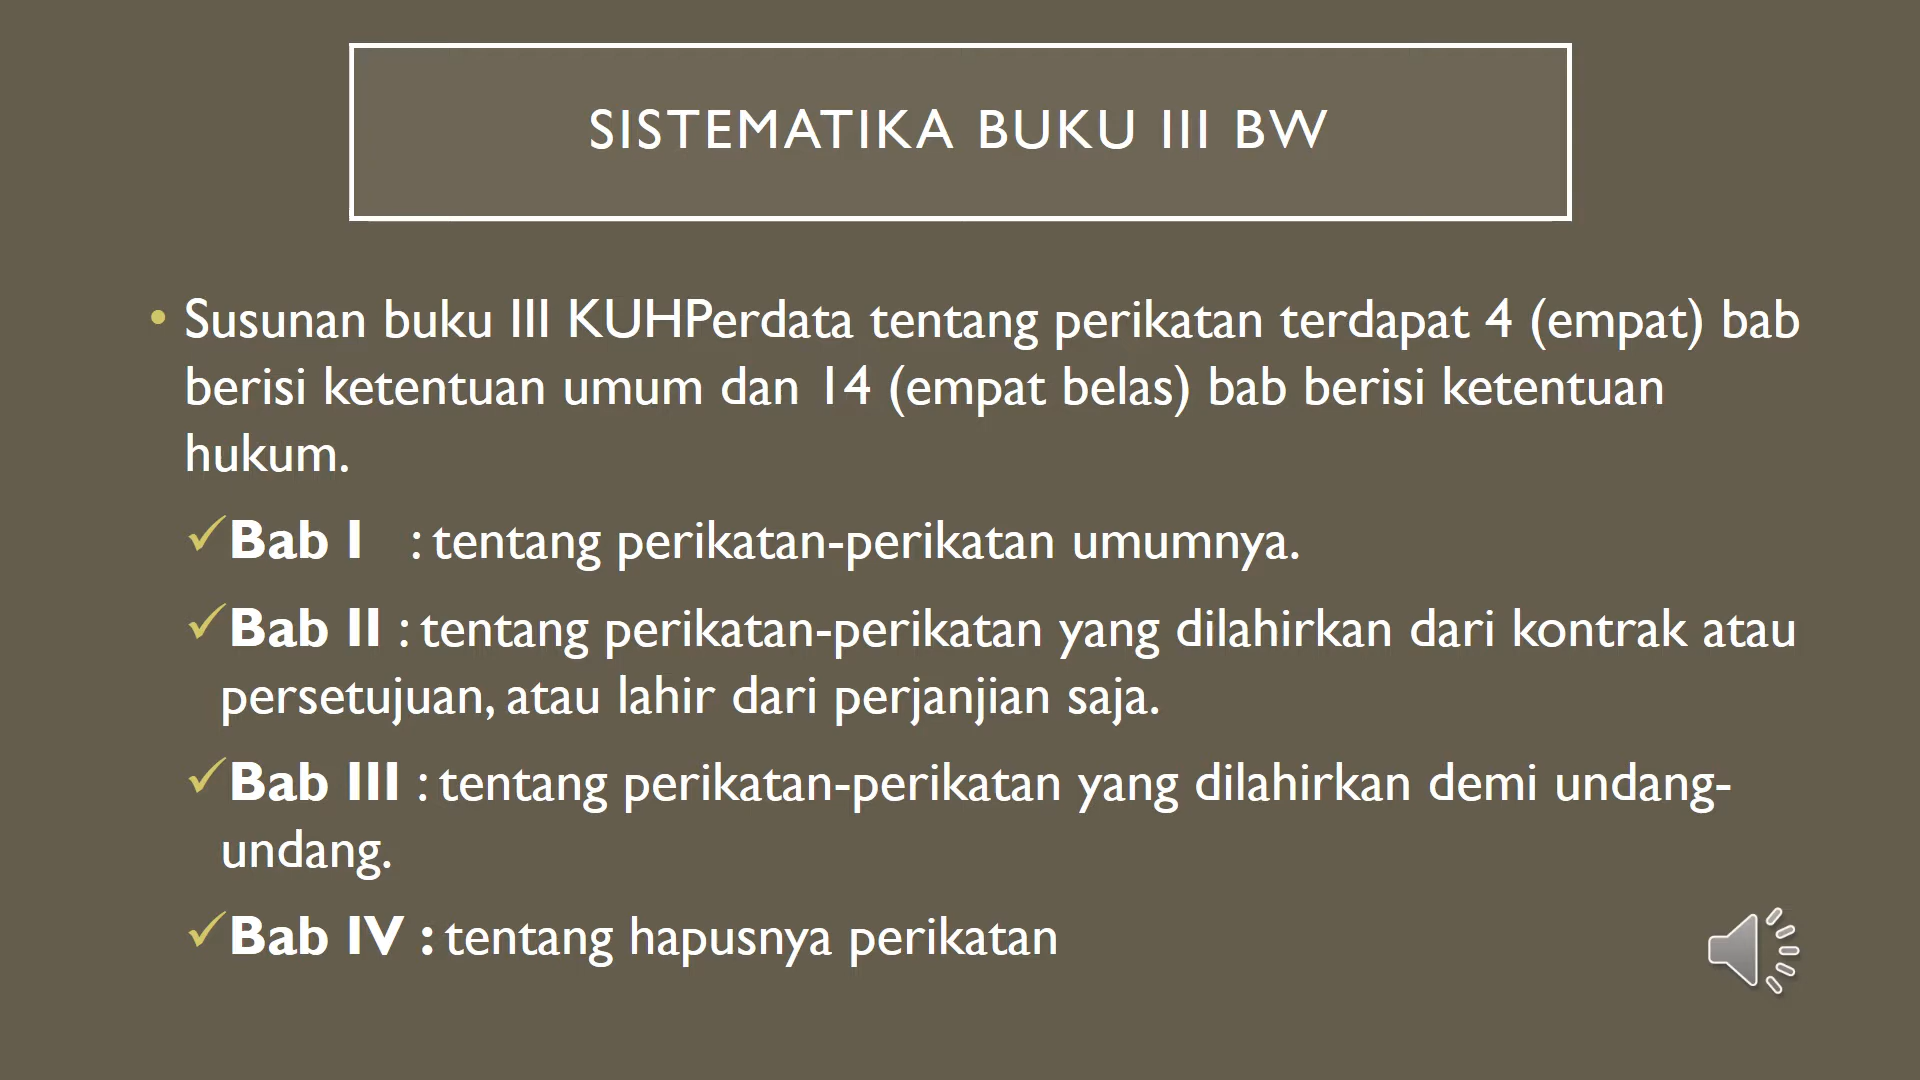 SISTEMATIKA BUKU III BW
• Susunan buku III KUHPerdata tentang perikatan terdapat 4 (empat) bab
berisi ketentuan umum dan 14 (empat belas) bab berisi ketentuan
hukum.
✓Bab I : tentang perikatan-perikatan umumnya.
✓Bab II : tentang perikatan-perikatan yang dilahirkan dari kontrak atau
persetujuan, atau lahir dari perjanjian saja.
✓Bab III : tentang perikatan-perikatan yang dilahirkan demi undang-
undang.
✓Bab IV : tentang hapusnya perikatan